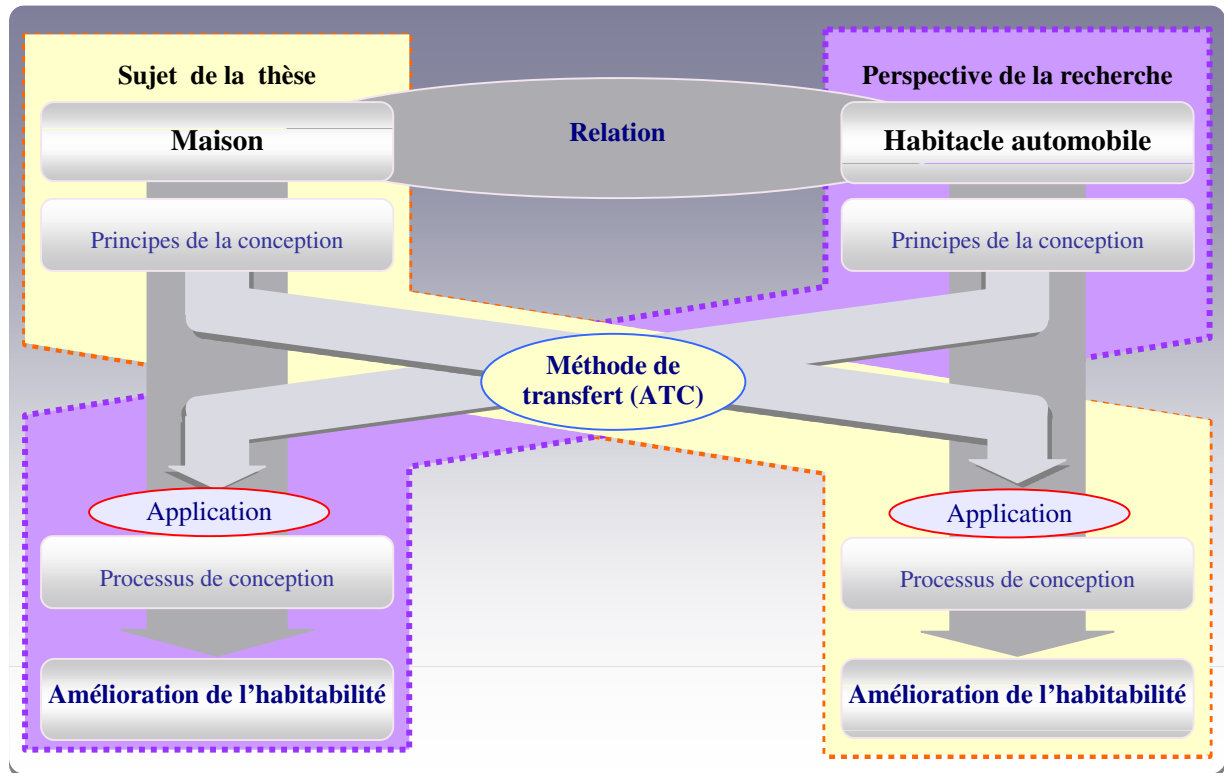 Sujet de la thèse
Perspective de la recherche
Maison
Relation
Habitacle automobile
Principes de la conception
Principes de la conception
Méthode de
transfert (ATC)
Application
Application
Processus de conception
Processus de conception
Amélioration de l’habitabilité
Amélioration de l’habitabilité